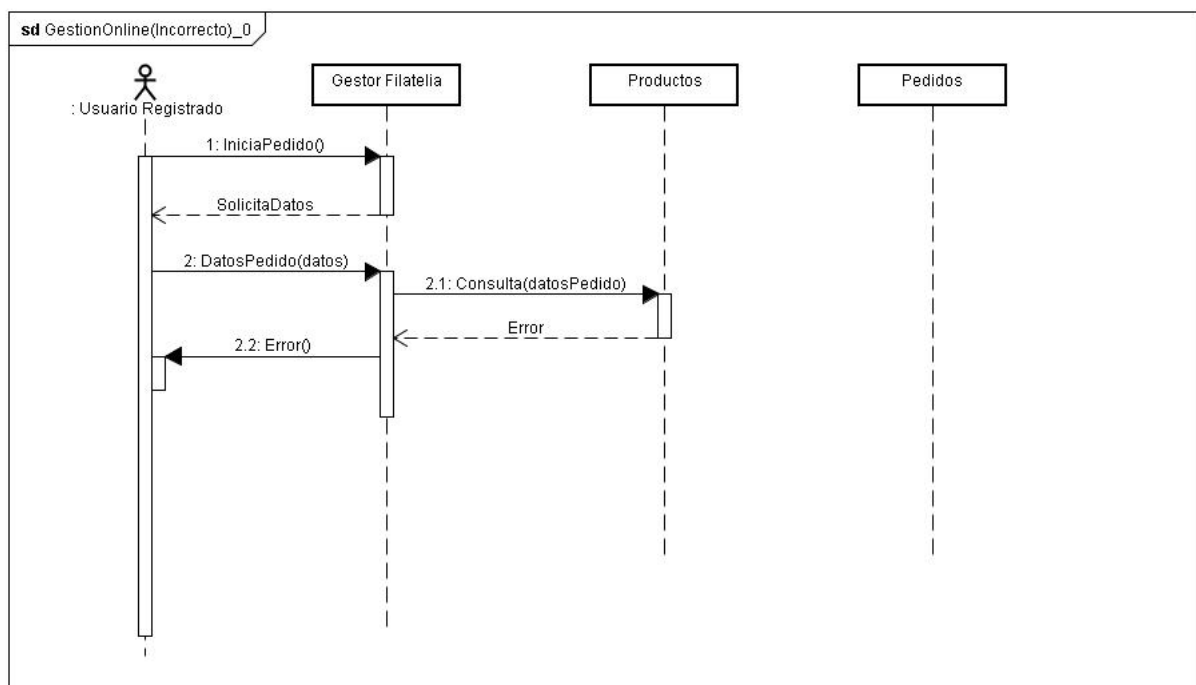 sd GestionOnline(Incorrecto)_0
: Usuario Registrado
Gestor Filatelia
Productos
Pedidos
1: IniciaPedido()
SolicitaDatos
2: DatosPedido(datos)
2.1: Consulta(datosPedido)
Error
2.2: Error()